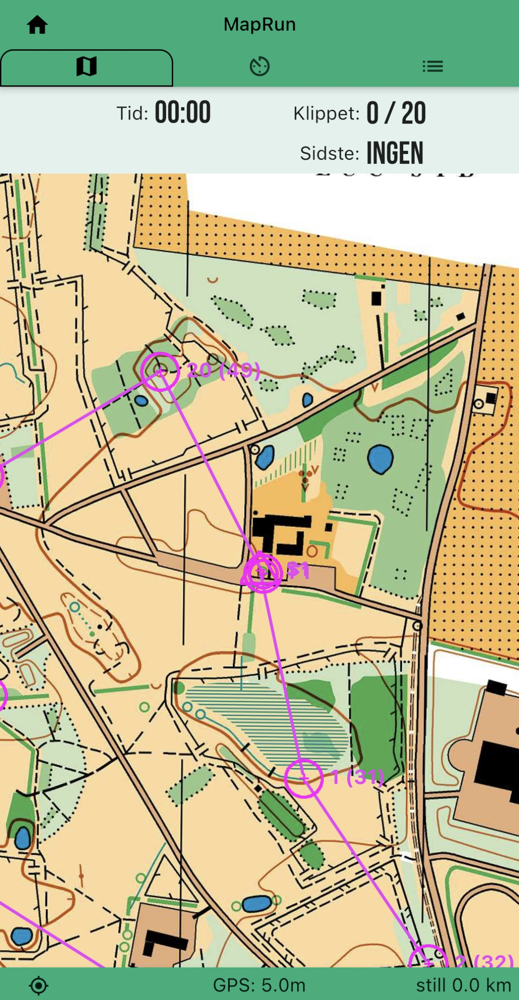 MapRun
Tid: 00:00
Klippet: 0 / 20
Sidste: INGEN
20 (49)
1 (31)
2 (32)
GPS: 5.0m
still 0.0 km